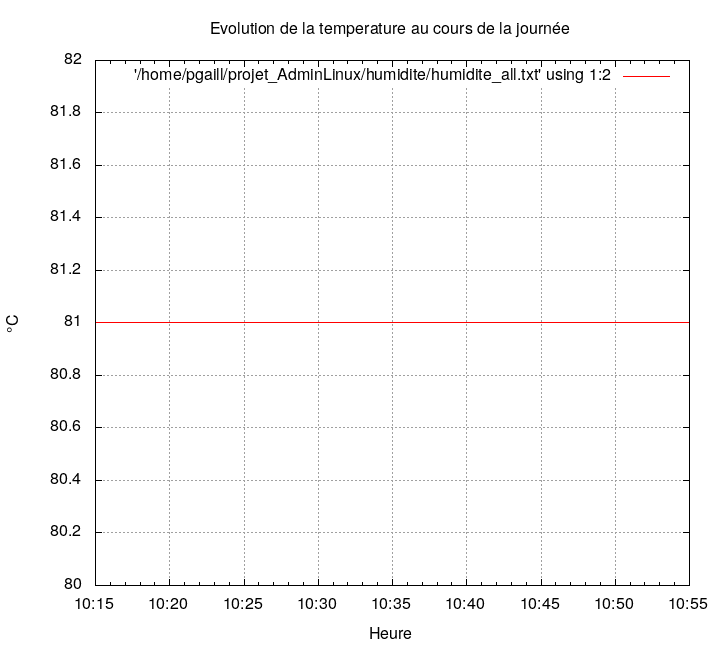 Evolution de la temperature au cours de la journée
'/home/pgaill/projet_AdminLinux/humidite/humidite_all.txt' using 1:2
82
81.8
81.6
81.4
81.2
81
80.8
80.6
80.4
80.2
80
°C
10:15 10:20 10:25 10:30 10:35 10:40 10:45 10:50 10:55
Heure